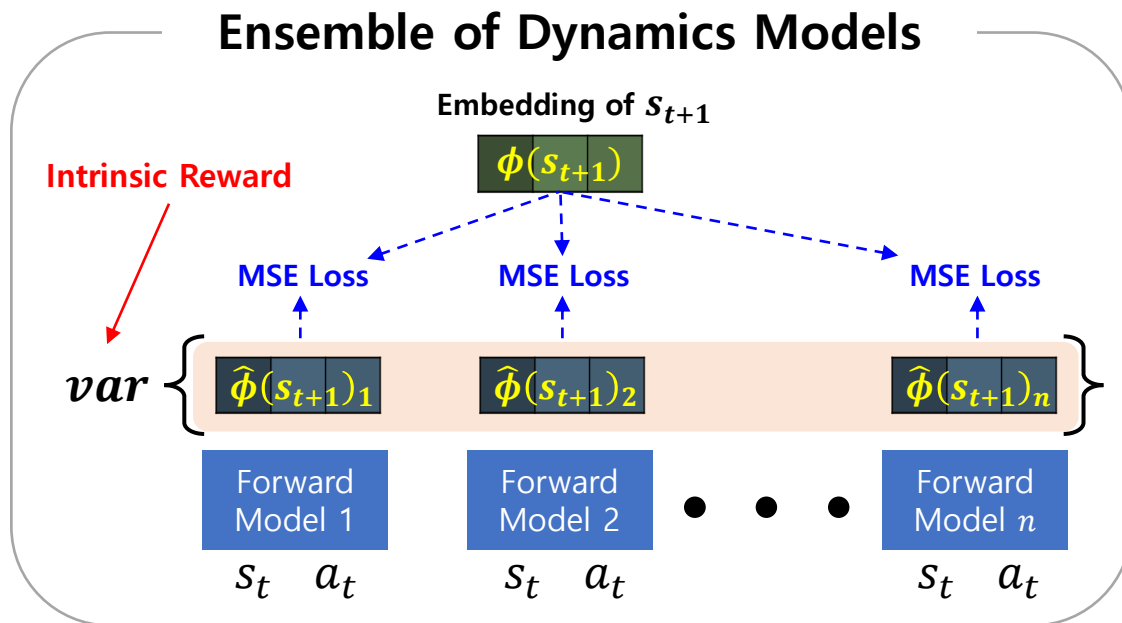 Ensemble of Dynamics Models
Embedding of s_{t+1}
ϕ(s_{t+1})
Intrinsic Reward
MSE Loss MSE Loss MSE Loss
var { ϕ̂(s_{t+1})_1 ϕ̂(s_{t+1})_2 ϕ̂(s_{t+1})_n }
Forward Model 1
Forward Model 2
• • •
Forward Model n
s_t a_t s_t a_t s_t a_t